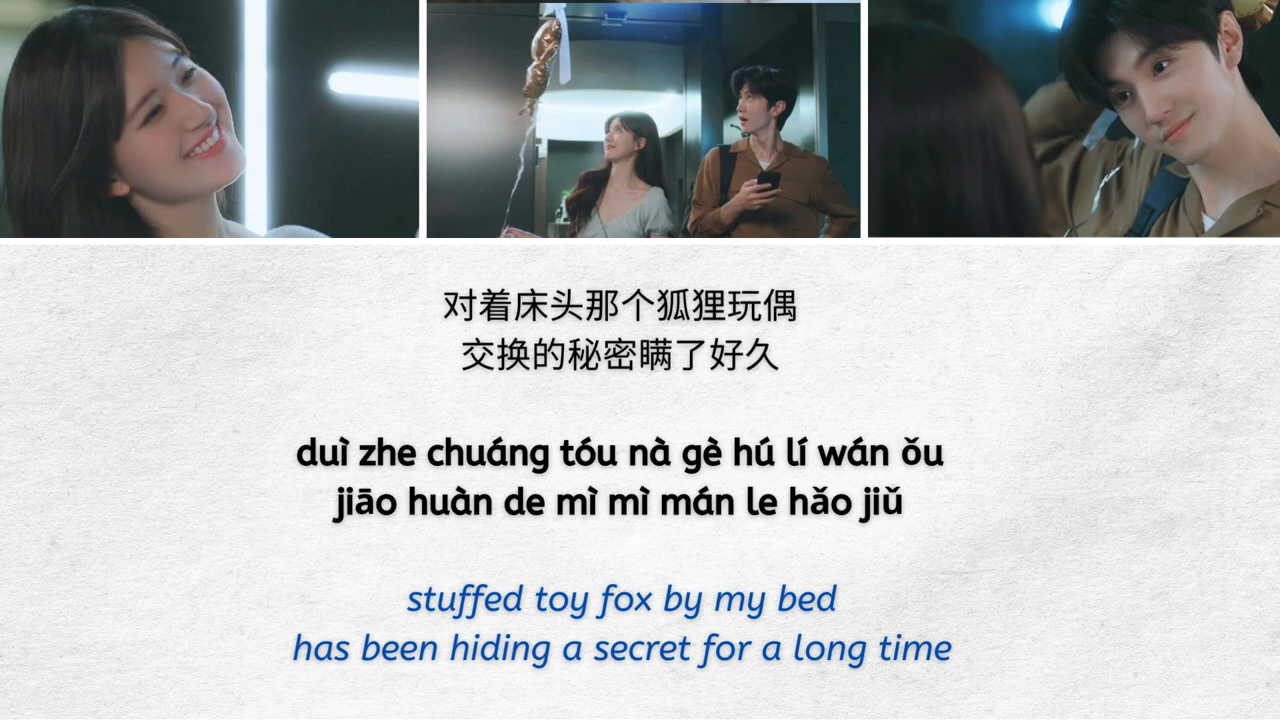 对着床头那个狐狸玩偶
交换的秘密瞒了好久
duì zhe chuáng tóu nà gè hú lí wán ǒu
jiāo huàn de mì mì mán le hǎo jiǔ
stuffed toy fox by my bed
has been hiding a secret for a long time